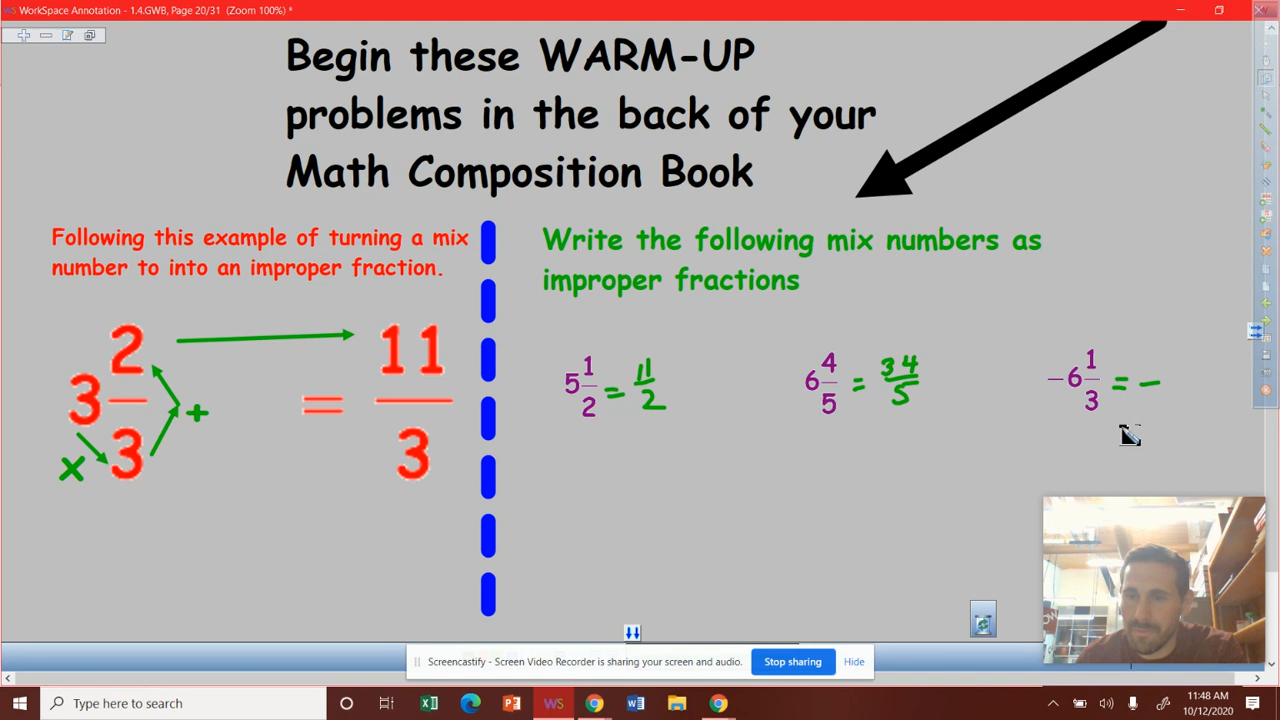 WorkSpace Annotation - 1.4.GWB, Page 20/31 (Zoom 100%) *
Begin these WARM-UP
problems in the back of your
Math Composition Book
Following this example of turning a mix
number to into an improper fraction.
Write the following mix numbers as
improper fractions
3 2/3 = 11/3
x
+
5 1/2 = 11/2
6 4/5 = 34/5
-6 1/3 = -
Screencastify - Screen Video Recorder is sharing your screen and audio.
Stop sharing
Hide
Type here to search
11:48 AM
10/12/2020